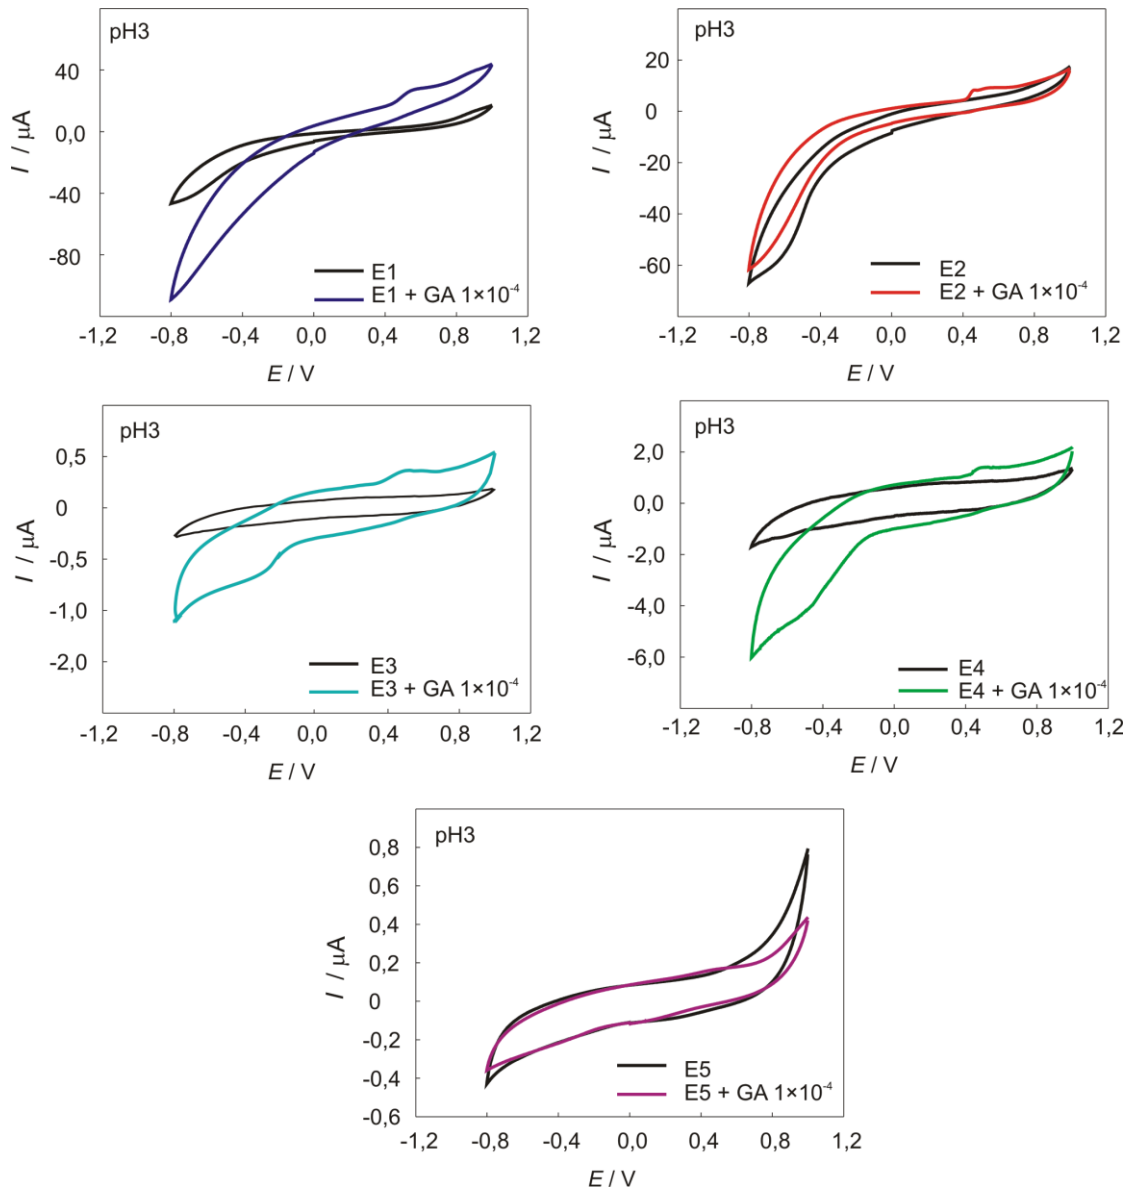 pH3
40
0,0
-40
-80
I / μA
E1
E1 + GA 1×10-4
-1,2 -0,8 -0,4 0,0 0,4 0,8 1,2
E / V
pH3
20
0
-20
-40
-60
I / μA
E2
E2 + GA 1×10-4
-1,2 -0,8 -0,4 0,0 0,4 0,8 1,2
E / V
pH3
0,5
0
-0,5
-1,0
-2,0
I / μA
E3
E3 + GA 1×10-4
-1,2 -0,8 -0,4 0,0 0,4 0,8 1,2
E / V
pH3
2,0
0,0
-2,0
-4,0
-6,0
I / μA
E4
E4 + GA 1×10-4
-1,2 -0,8 -0,4 0,0 0,4 0,8 1,2
E / V
pH3
0,8
0,6
0,4
0,2
0
-0,2
-0,4
-0,6
I / μA
E5
E5 + GA 1×10-4
-1,2 -0,8 -0,4 0,0 0,4 0,8 1,2
E / V